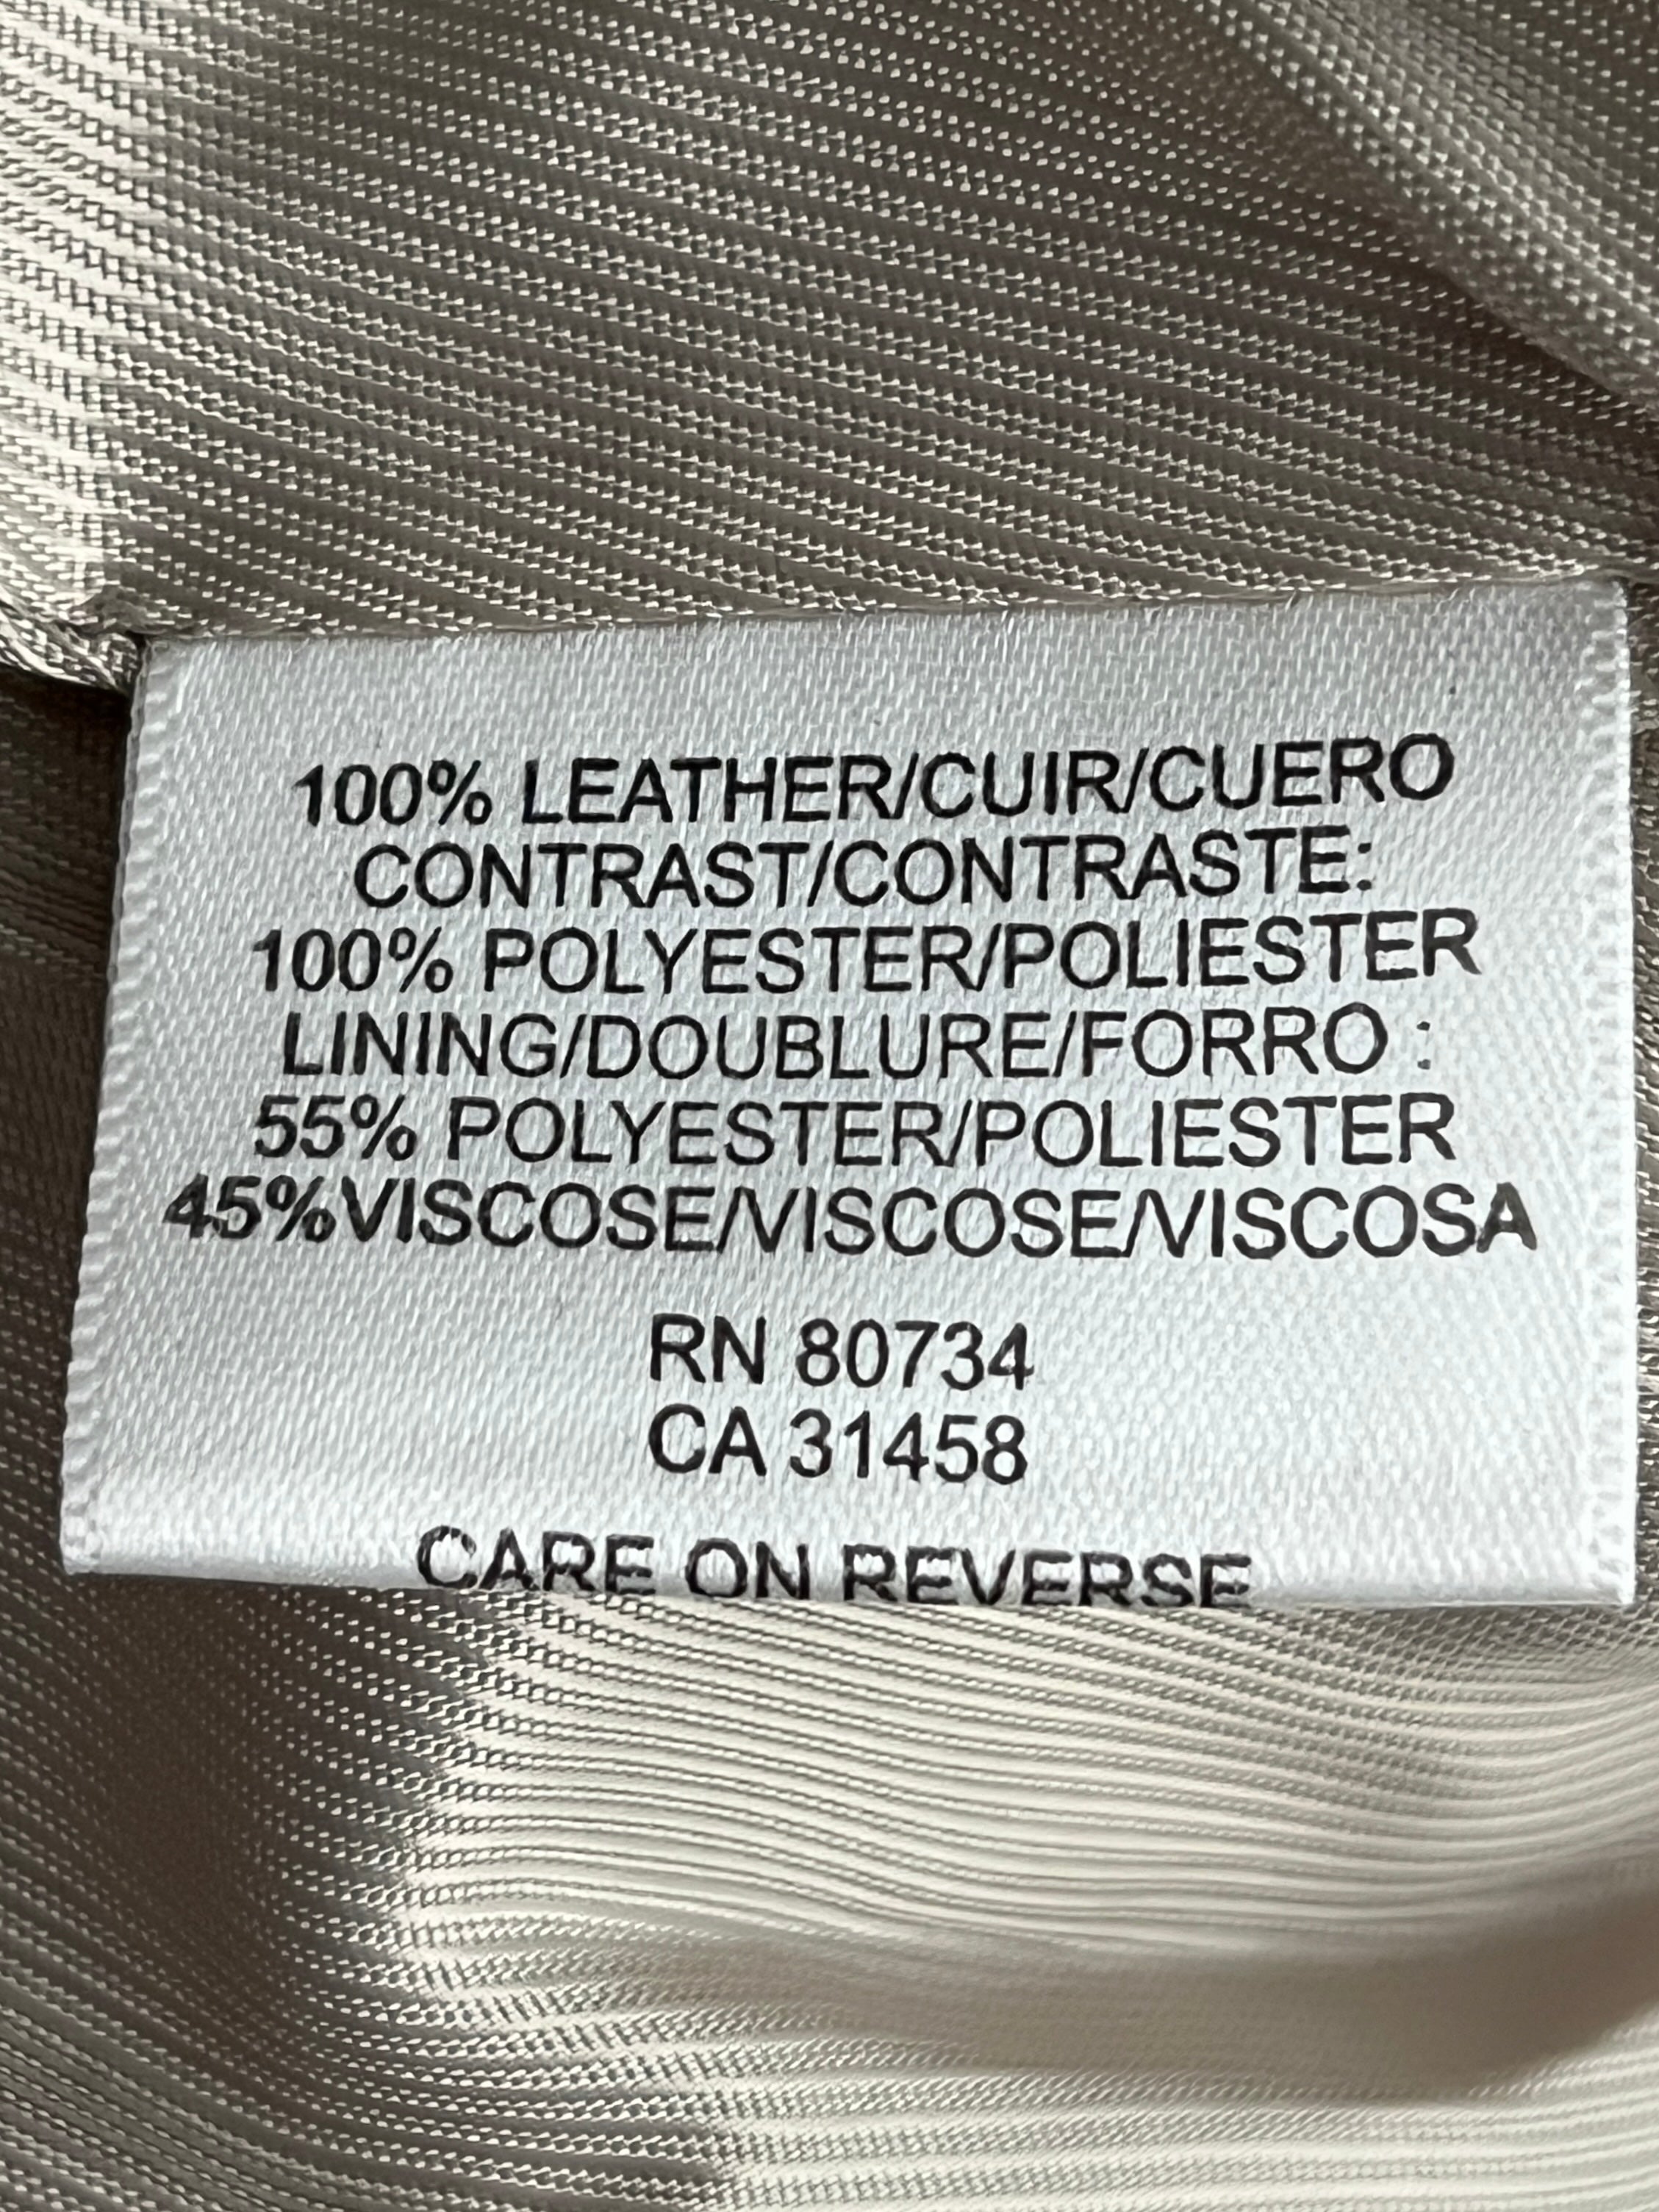 100% LEATHER/CUIR/CUERO
CONTRAST/CONTRASTE:
100% POLYESTER/POLIESTER
LINING/DOUBLURE/FORRO :
55% POLYESTER/POLIESTER
45%VISCOSE/VISCOSE/VISCOSA
RN 80734
CA 31458
CARE ON REVERSE